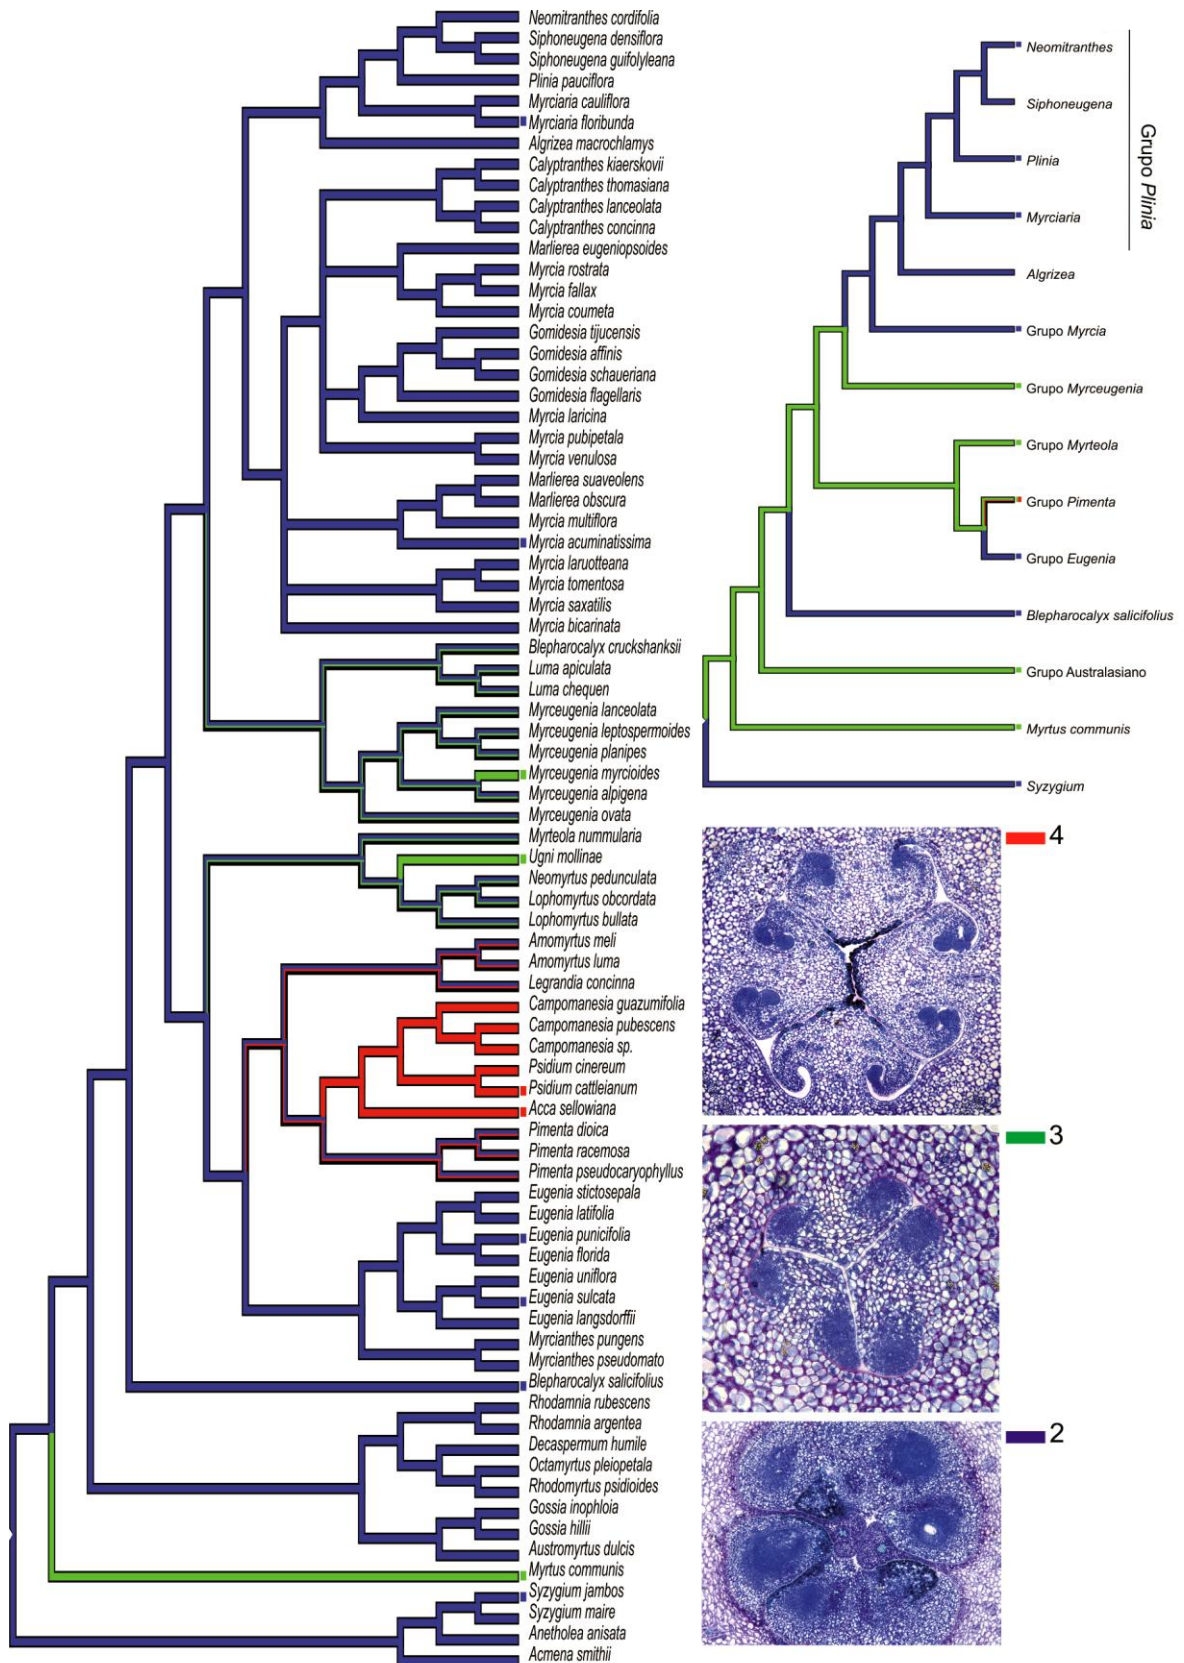 Neomitranthes cordifolia
Siphoneugena densiflora
Siphoneugena guifolyleana
Plinia pauciflora
Myrciaria cauliflora
Myrciaria floribunda
Algrizea macrochlamys
Calyptranthes kiaerskovii
Calyptranthes thomasiana
Calyptranthes lanceolata
Calyptranthes concinna
Marlierea eugeniopsoides
Myrcia rostrata
Myrcia fallax
Myrcia coumeta
Gomidesia tijucensis
Gomidesia affinis
Gomidesia schaueriana
Gomidesia flagellaris
Myrcia laricina
Myrcia pubipetala
Myrcia venulosa
Marlierea suaveolens
Marlierea obscura
Myrcia multiflora
Myrcia acuminatissima
Myrcia laruotteana
Myrcia tomentosa
Myrcia saxatilis
Myrcia bicarinata
Blepharocalyx cruckshanksii
Luma apiculata
Luma chequen
Myrceugenia lanceolata
Myrceugenia leptospermoides
Myrceugenia planipes
Myrceugenia myrcioides
Myrceugenia alpigena
Myrceugenia ovata
Myrteola nummularia
Ugni mollinae
Neomyrtus pedunculata
Lophomyrtus obcordata
Lophomyrtus bullata
Amomyrtus meli
Amomyrtus luma
Legrandia concinna
Campomanesia guazumifolia
Campomanesia pubescens
Campomanesia sp.
Psidium cinereum
Psidium cattleianum
Acca sellowiana
Pimenta dioica
Pimenta racemosa
Pimenta pseudocaryophyllus
Eugenia stictosepala
Eugenia latifolia
Eugenia punicifolia
Eugenia florida
Eugenia uniflora
Eugenia sulcata
Eugenia langsdorffii
Myrcianthes pungens
Myrcianthes pseudomato
Blepharocalyx salicifolius
Rhodamnia rubescens
Rhodamnia argentea
Decaspermum humile
Octamyrtus pleiopetala
Rhodomyrtus psidioides
Gossia inophloia
Gossia hillii
Austromyrtus dulcis
Myrtus communis
Syzygium jambos
Syzygium maire
Anetholea anisata
Acmena smithii
Neomitranthes
Siphoneugena
Plinia
Myrciaria
Grupo Plinia
Algrizea
Grupo Myrcia
Grupo Myrceugenia
Grupo Myrteola
Grupo Pimenta
Grupo Eugenia
Blepharocalyx salicifolius
Grupo Australasiano
Myrtus communis
Syzygium
4
3
2